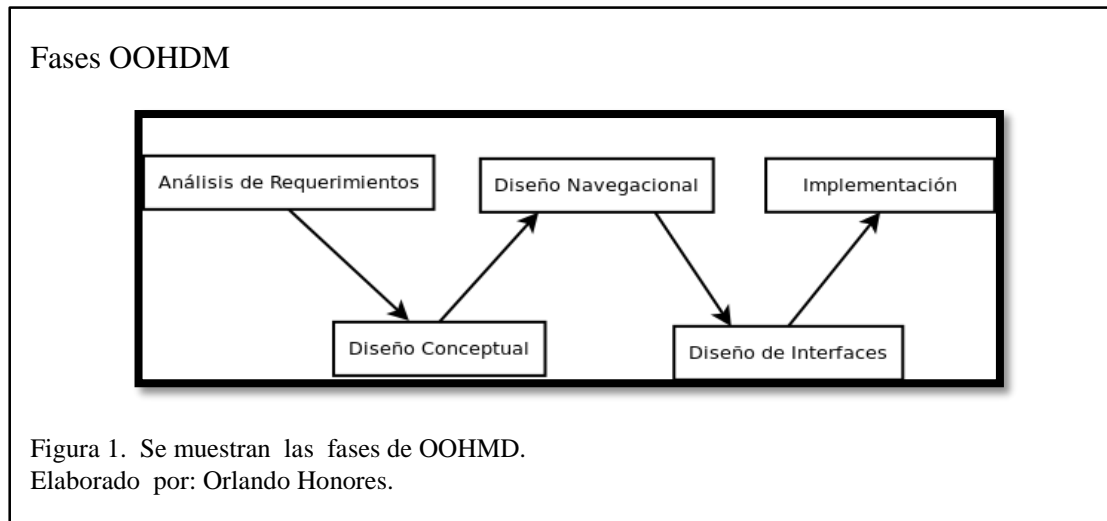 Fases OOHDM
Análisis de Requerimientos
Diseño Navegacional
Implementación
Diseño Conceptual
Diseño de Interfaces
Figura 1. Se muestran las fases de OOHMD.
Elaborado por: Orlando Honores.